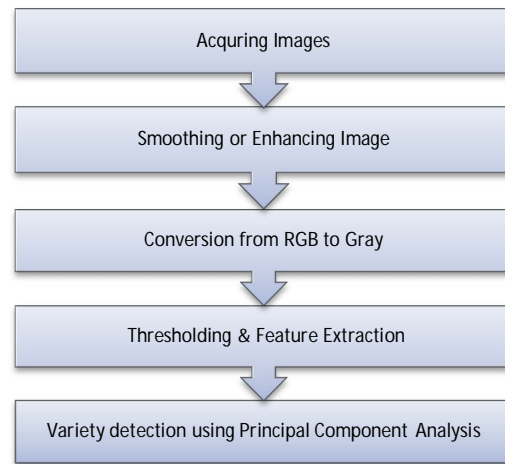 Acquring Images
Smoothing or Enhancing Image
Conversion from RGB to Gray
Thresholding & Feature Extraction
Variety detection using Principal Component Analysis